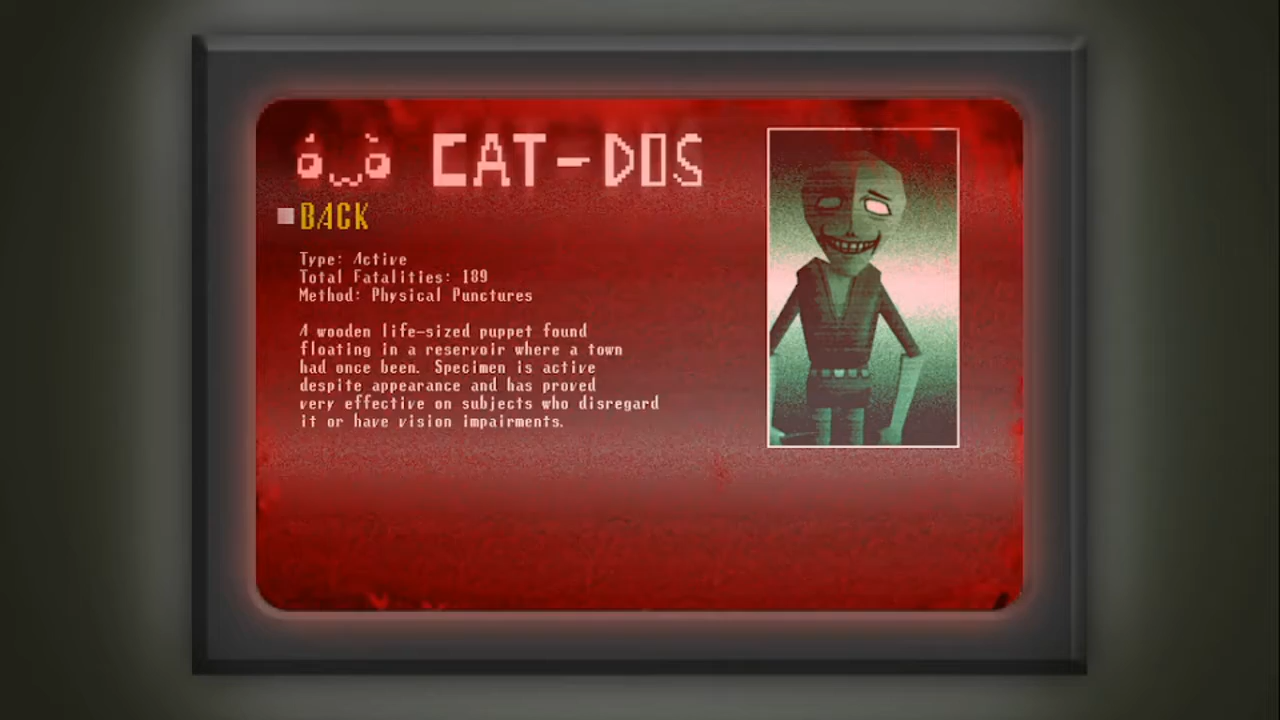 CAT-DOS
BACK
Type: Active
Total Fatalities: 189
Method: Physical Punctures
A wooden life-sized puppet found
floating in a reservoir where a town
had once been. Specimen is active
despite appearance and has proved
very effective on subjects who disregard
it or have vision impairments.